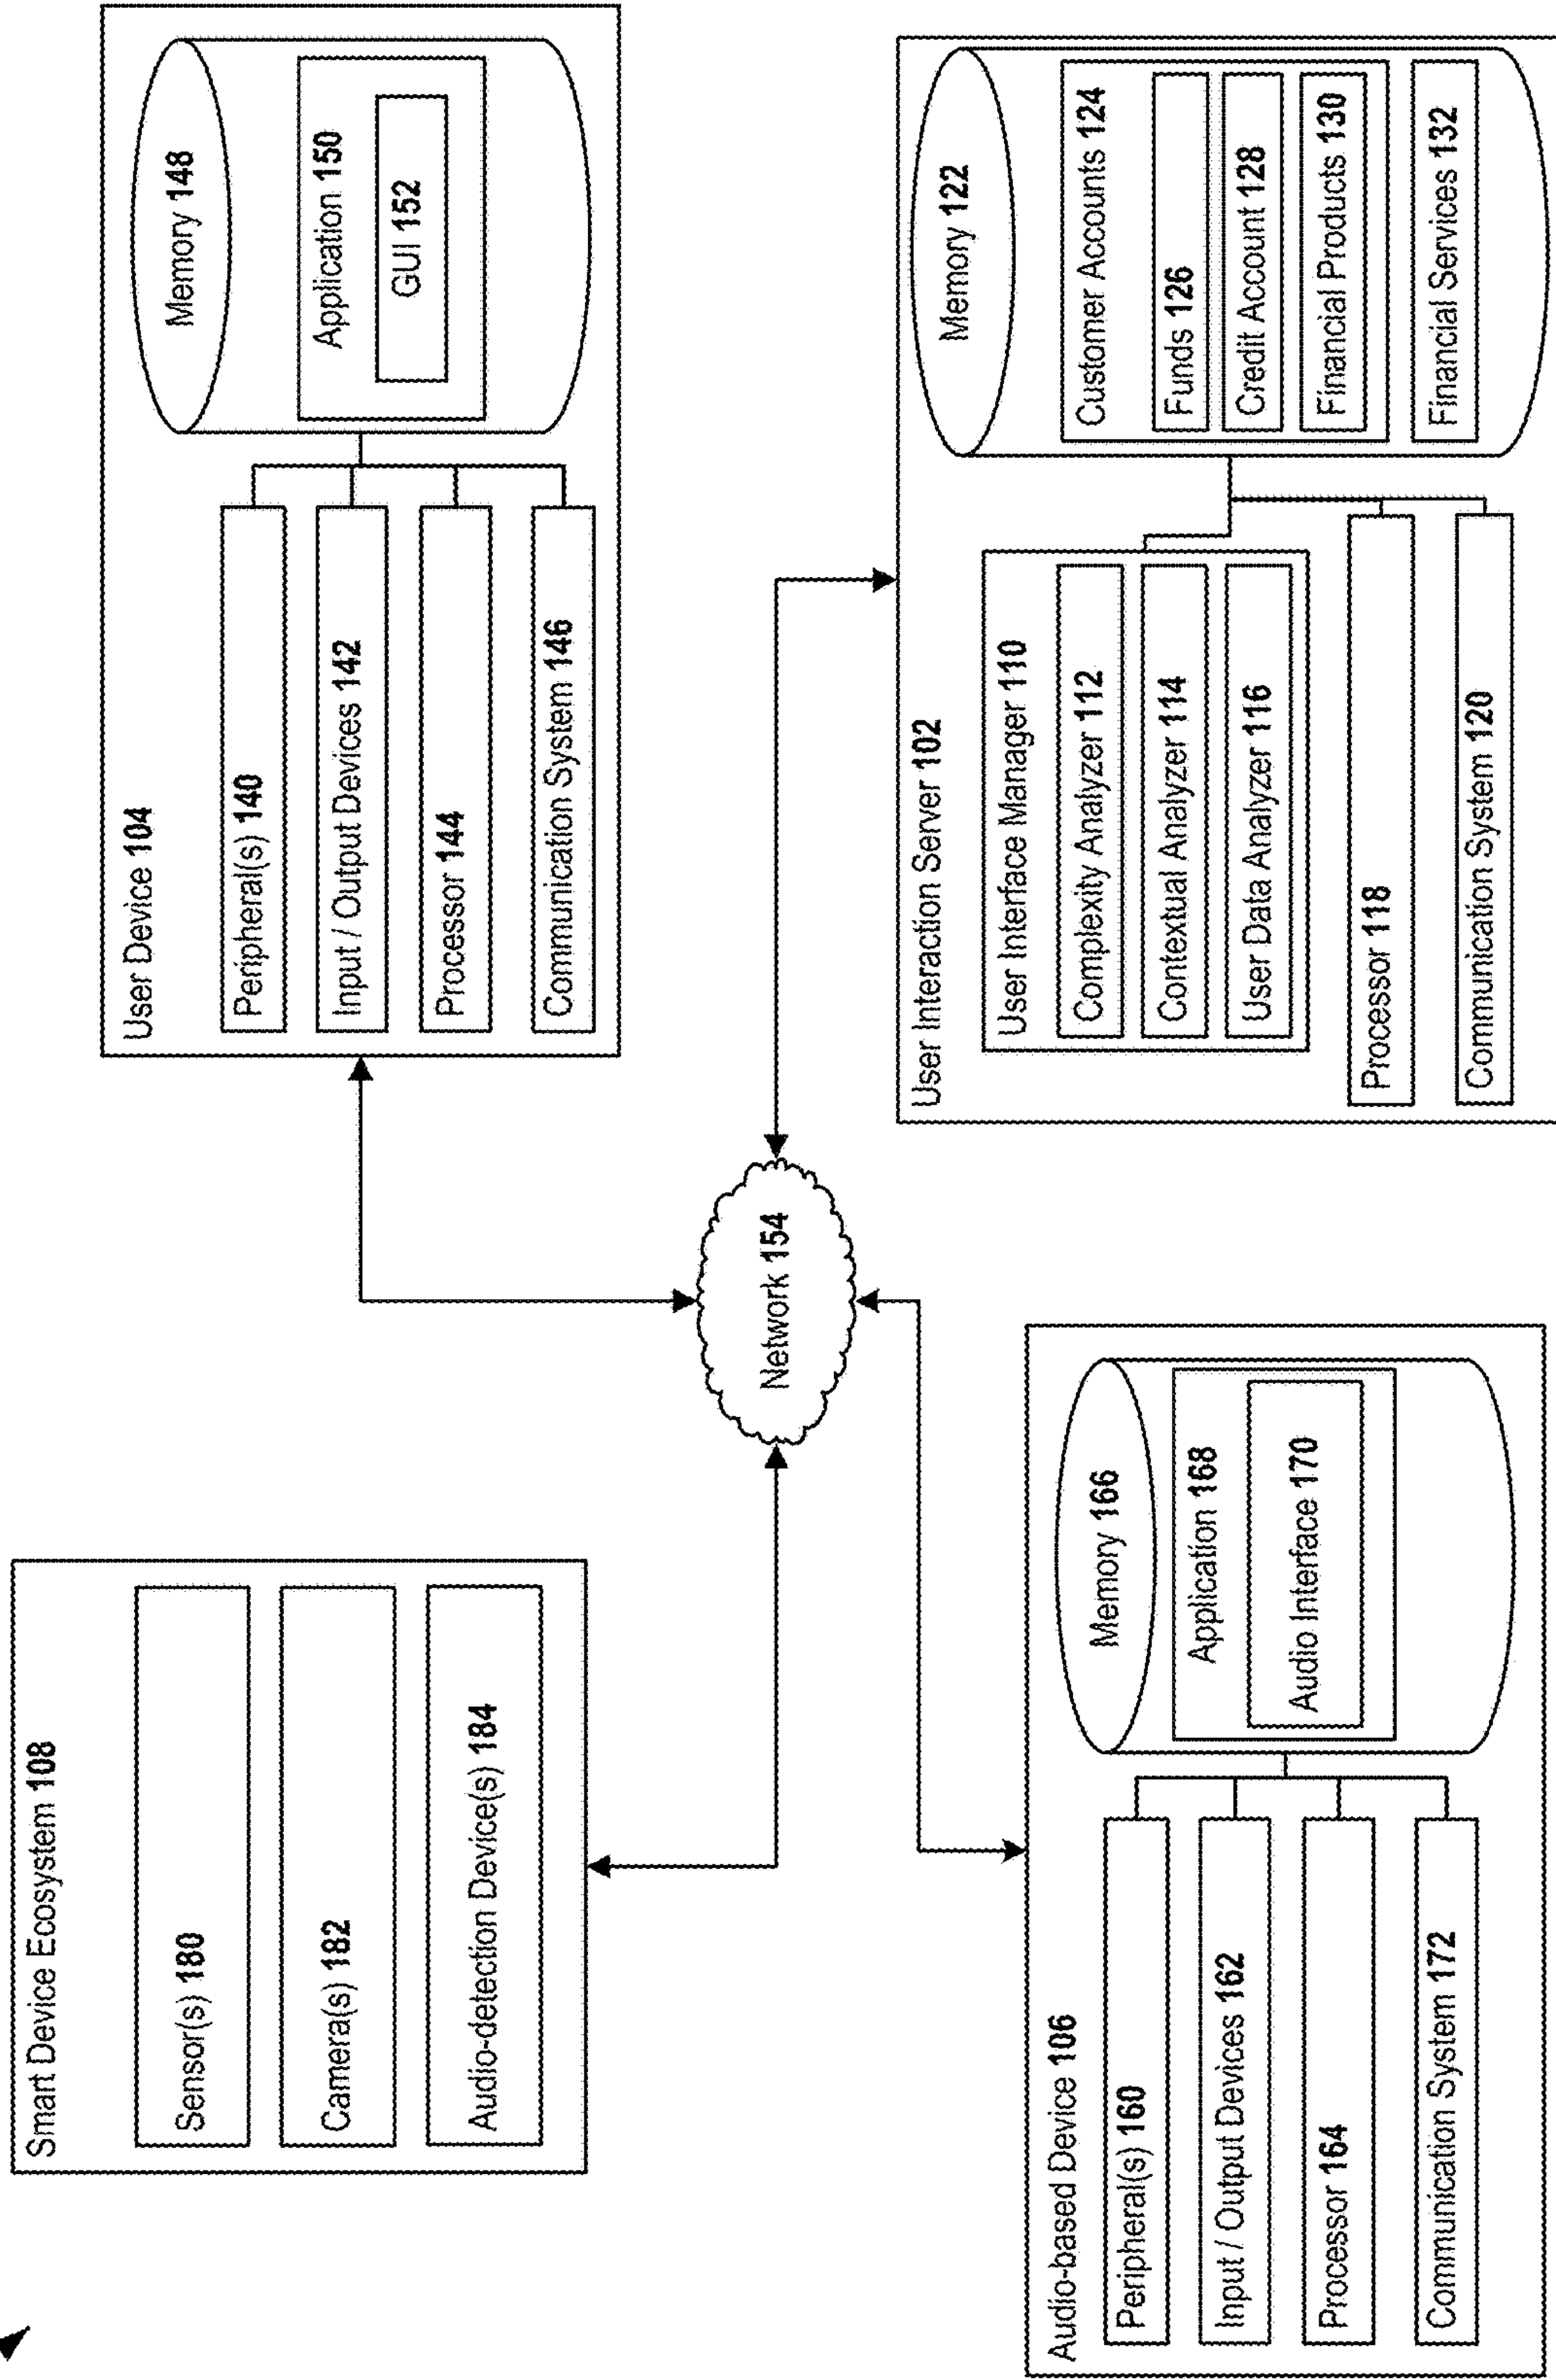 Smart Device Ecosystem 108
Sensor(s) 180
Camera(s) 182
Audio-detection Device(s) 184
User Device 104
Peripheral(s) 140
Input / Output Devices 142
Processor 144
Communication System 146
Memory 148
Application 150
GUI 152
Network 154
Audio-based Device 106
Peripheral(s) 160
Input / Output Devices 162
Processor 164
Communication System 172
Memory 166
Application 168
Audio Interface 170
User Interaction Server 102
User Interface Manager 110
Complexity Analyzer 112
Contextual Analyzer 114
User Data Analyzer 116
Processor 118
Communication System 120
Memory 122
Customer Accounts 124
Funds 126
Credit Account 128
Financial Products 130
Financial Services 132